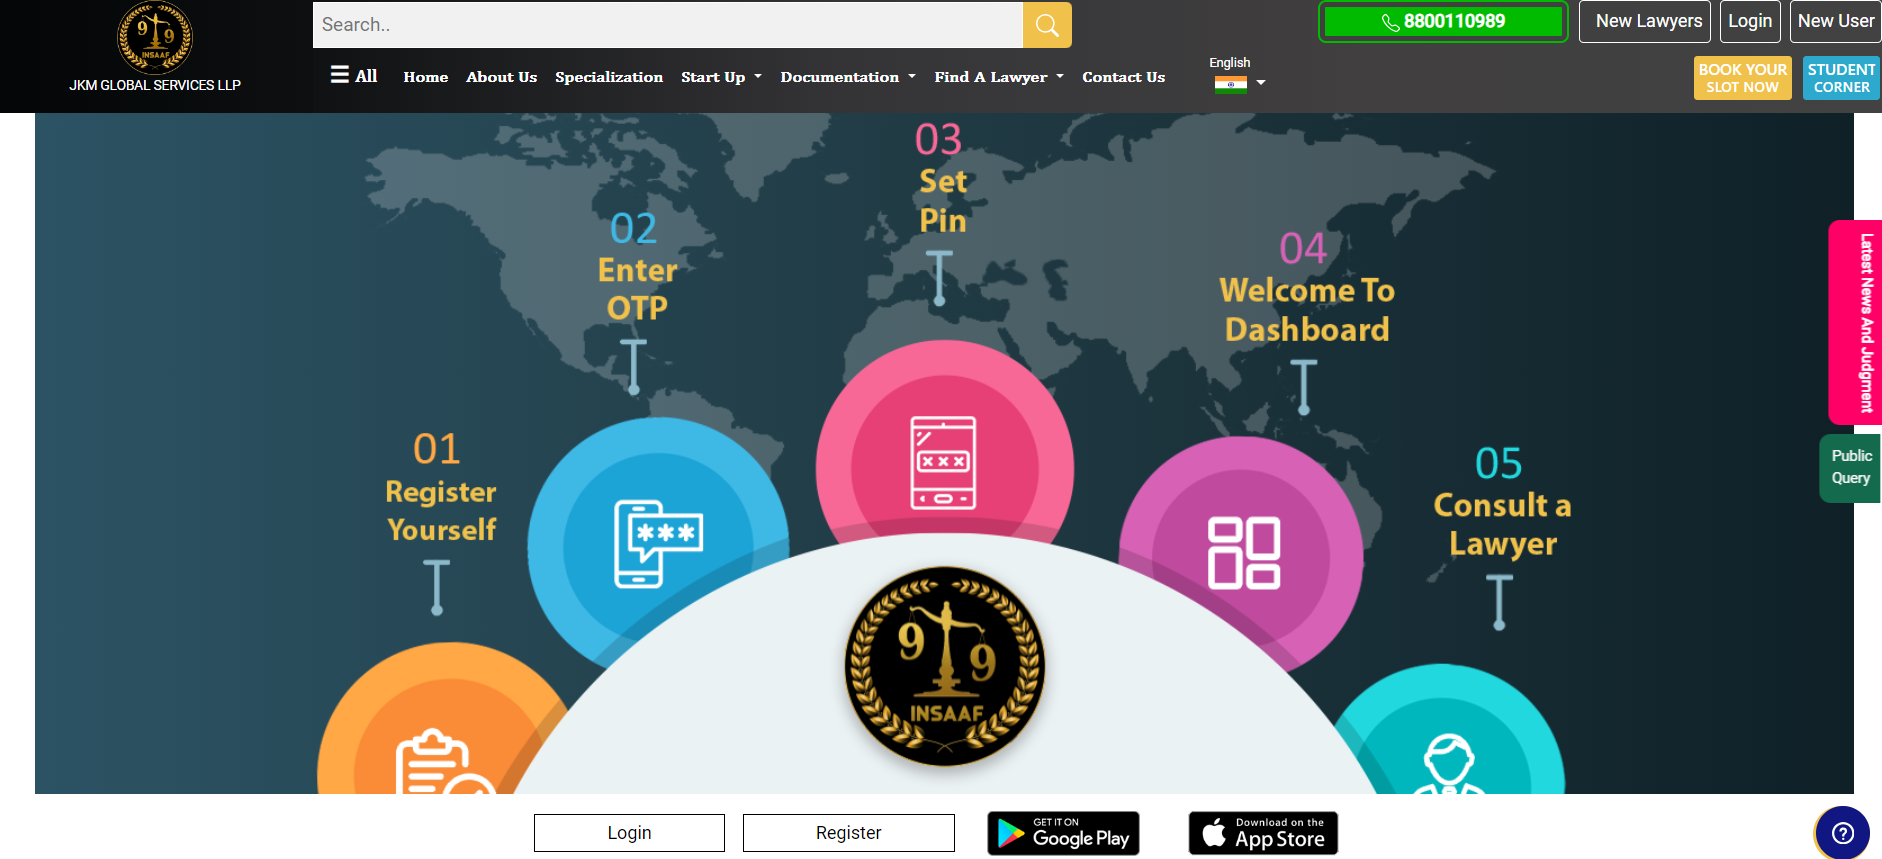 9 9
INSAAF
JKM GLOBAL SERVICES LLP
Search..
8800110989
New Lawyers
Login
New User
All
Home
About Us
Specialization
Start Up
Documentation
Find A Lawyer
Contact Us
English
BOOK YOUR
SLOT NOW
STUDENT
CORNER
01
Register
Yourself
02
Enter
OTP
***
03
Set
Pin
×××
04
Welcome To
Dashboard
05
Consult a
Lawyer
9 9
INSAAF
Latest News And Judgment
Public
Query
Login
Register
GET IT ON
Google Play
Download on the
App Store
?